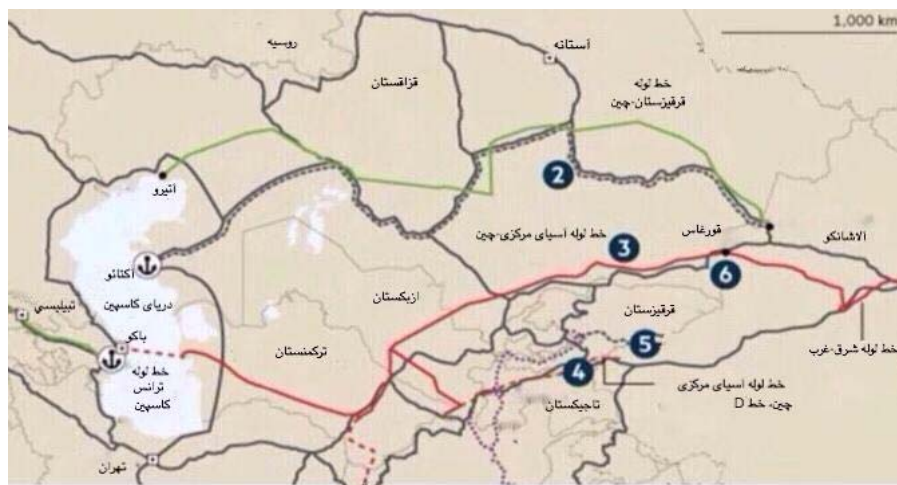 1,000 km
روسیه
آستانه
قزاقستان
خط لوله
قرقیزستان-چین
آتیرو
2
آلاشانکو
قورغاس
خط لوله آسیای مرکزی-چین
3
6
آکتائو
دریای کاسپین
تیبلیسی
ازبکستان
قرقیزستان
باکو
ترکمنستان
5
خط لوله شرق-غرب
خط لوله
ترانس
کاسپین
4
خط لوله آسیای مرکزی
چین، خط D
تاجیکستان
تهران